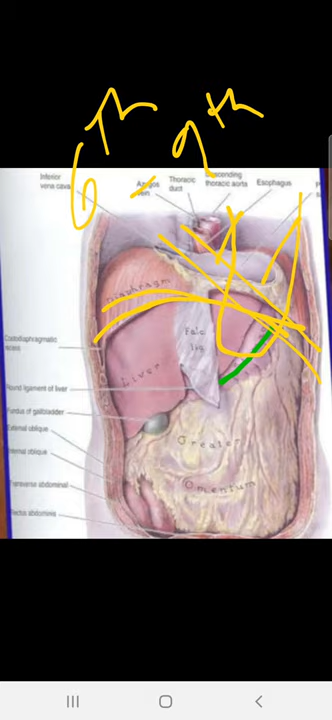 6th 9th
Inferior
vena cava
Azygos
vein
Thoracic
duct
Descending
thoracic aorta
Esophagus
Diaphragm
Costodiaphragmatic
recess
Falc
lig
Liver
Round ligament of liver
Fundus of gallbladder
External oblique
Internal oblique
Transverse abdominal
Rectus abdominis
Greater
Omentum